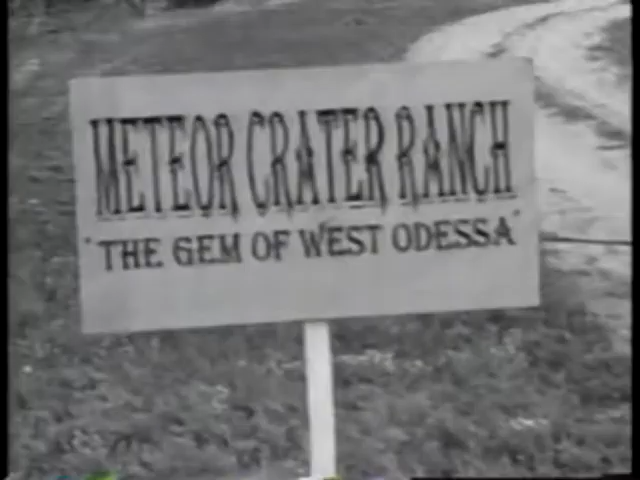 METEOR CRATER RANCH
"THE GEM OF WEST ODESSA"